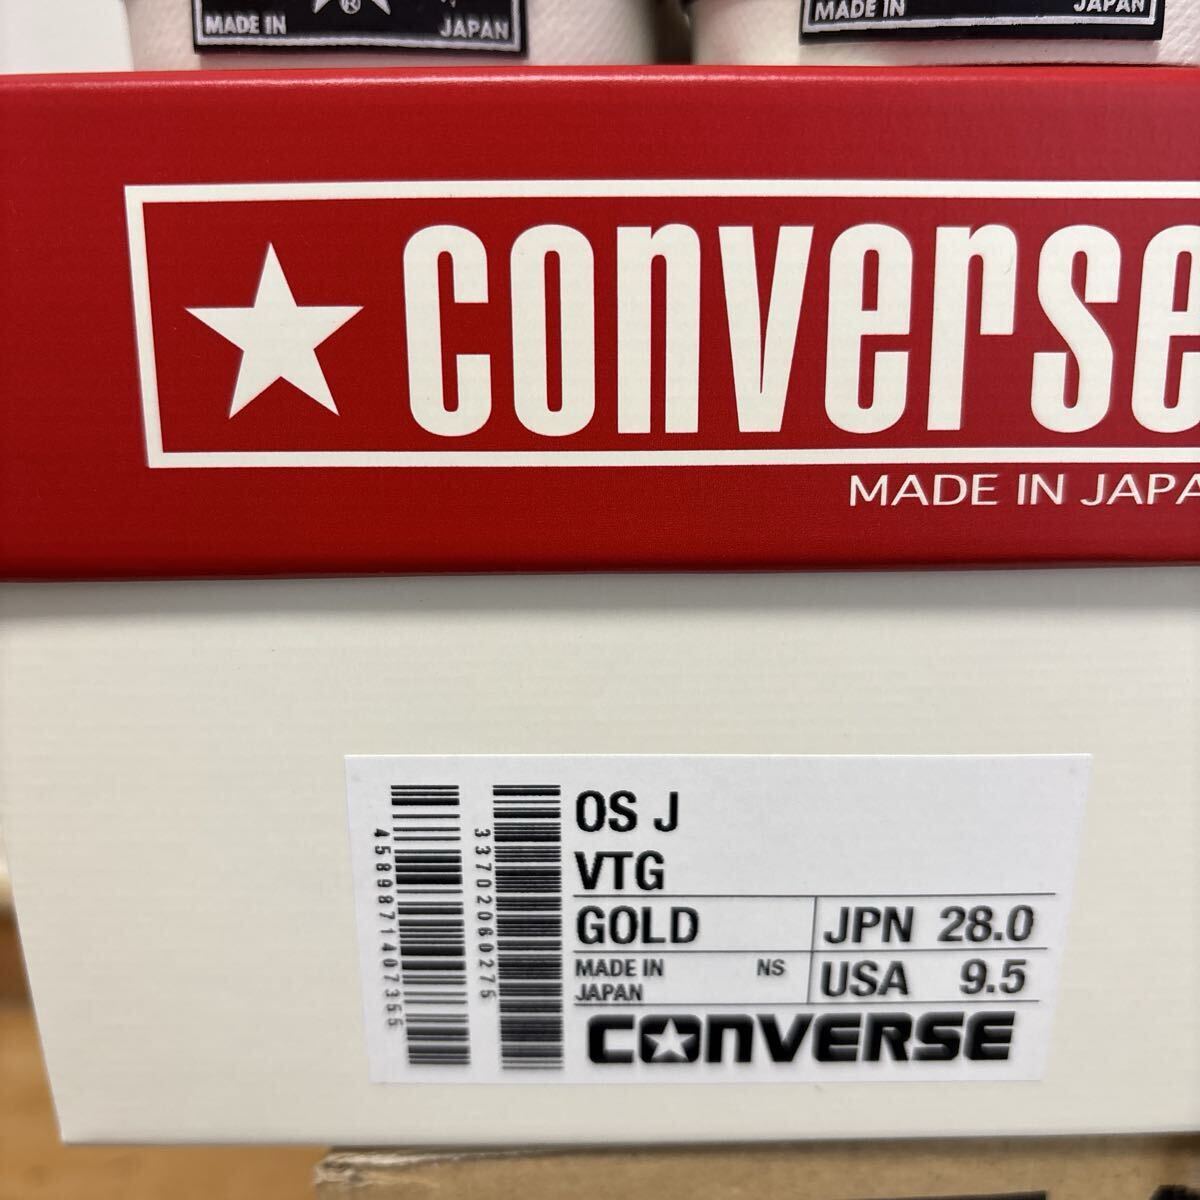 MADE IN ® JAPAN
MADE IN JAPAN
converse
MADE IN JAPA
4589871407355
33702060275
OS J
VTG
GOLD
JPN 28.0
MADE IN JAPAN
NS
USA 9.5
CONVERSE